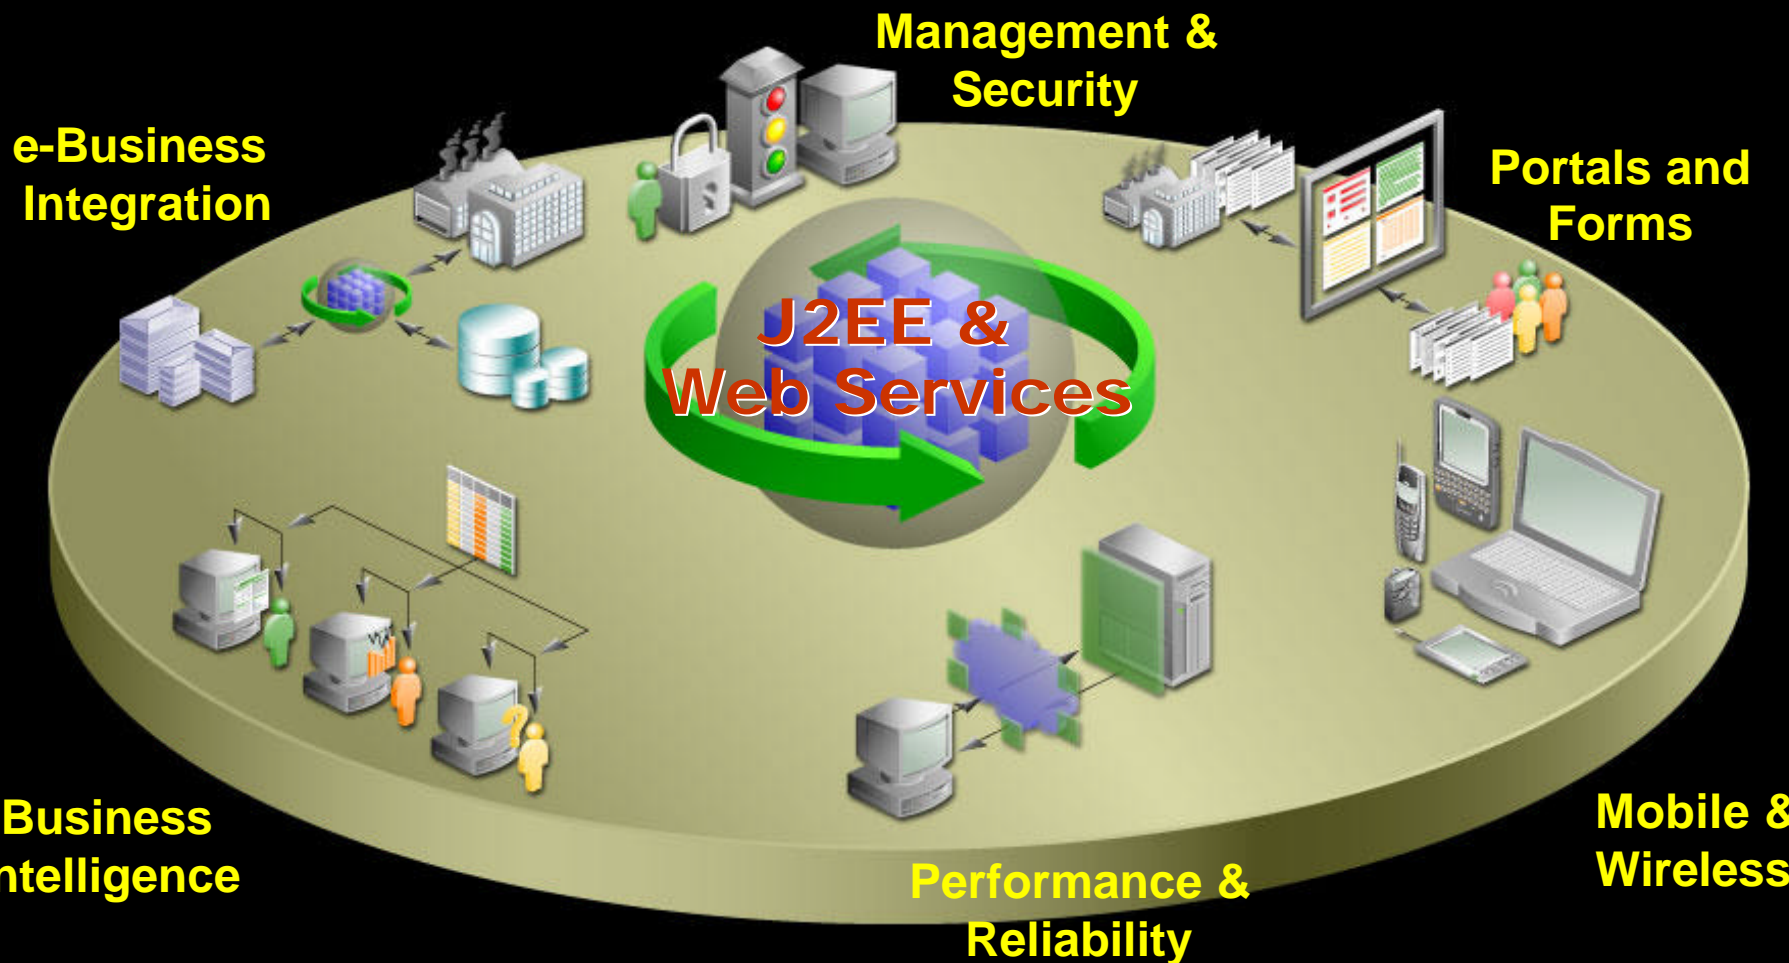 Management &
Security
e-Business
Integration
Portals and
Forms
J2EE &
Web Services
Business
ntelligence
Mobile &
Wireless
Performance &
Reliability